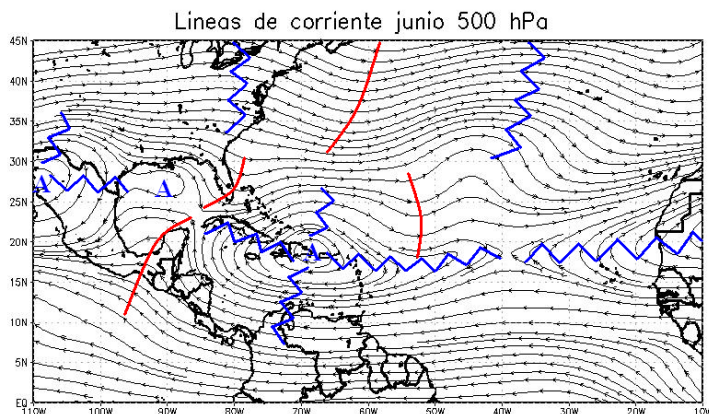 Lineas de corriente junio 500 hPa
45N
40N
35N
30N
A A
25N
20N
A
15N
10N
5N
EQ
110W 100W 90W 80W 70W 60W 50W 40W 30W 20W 10W